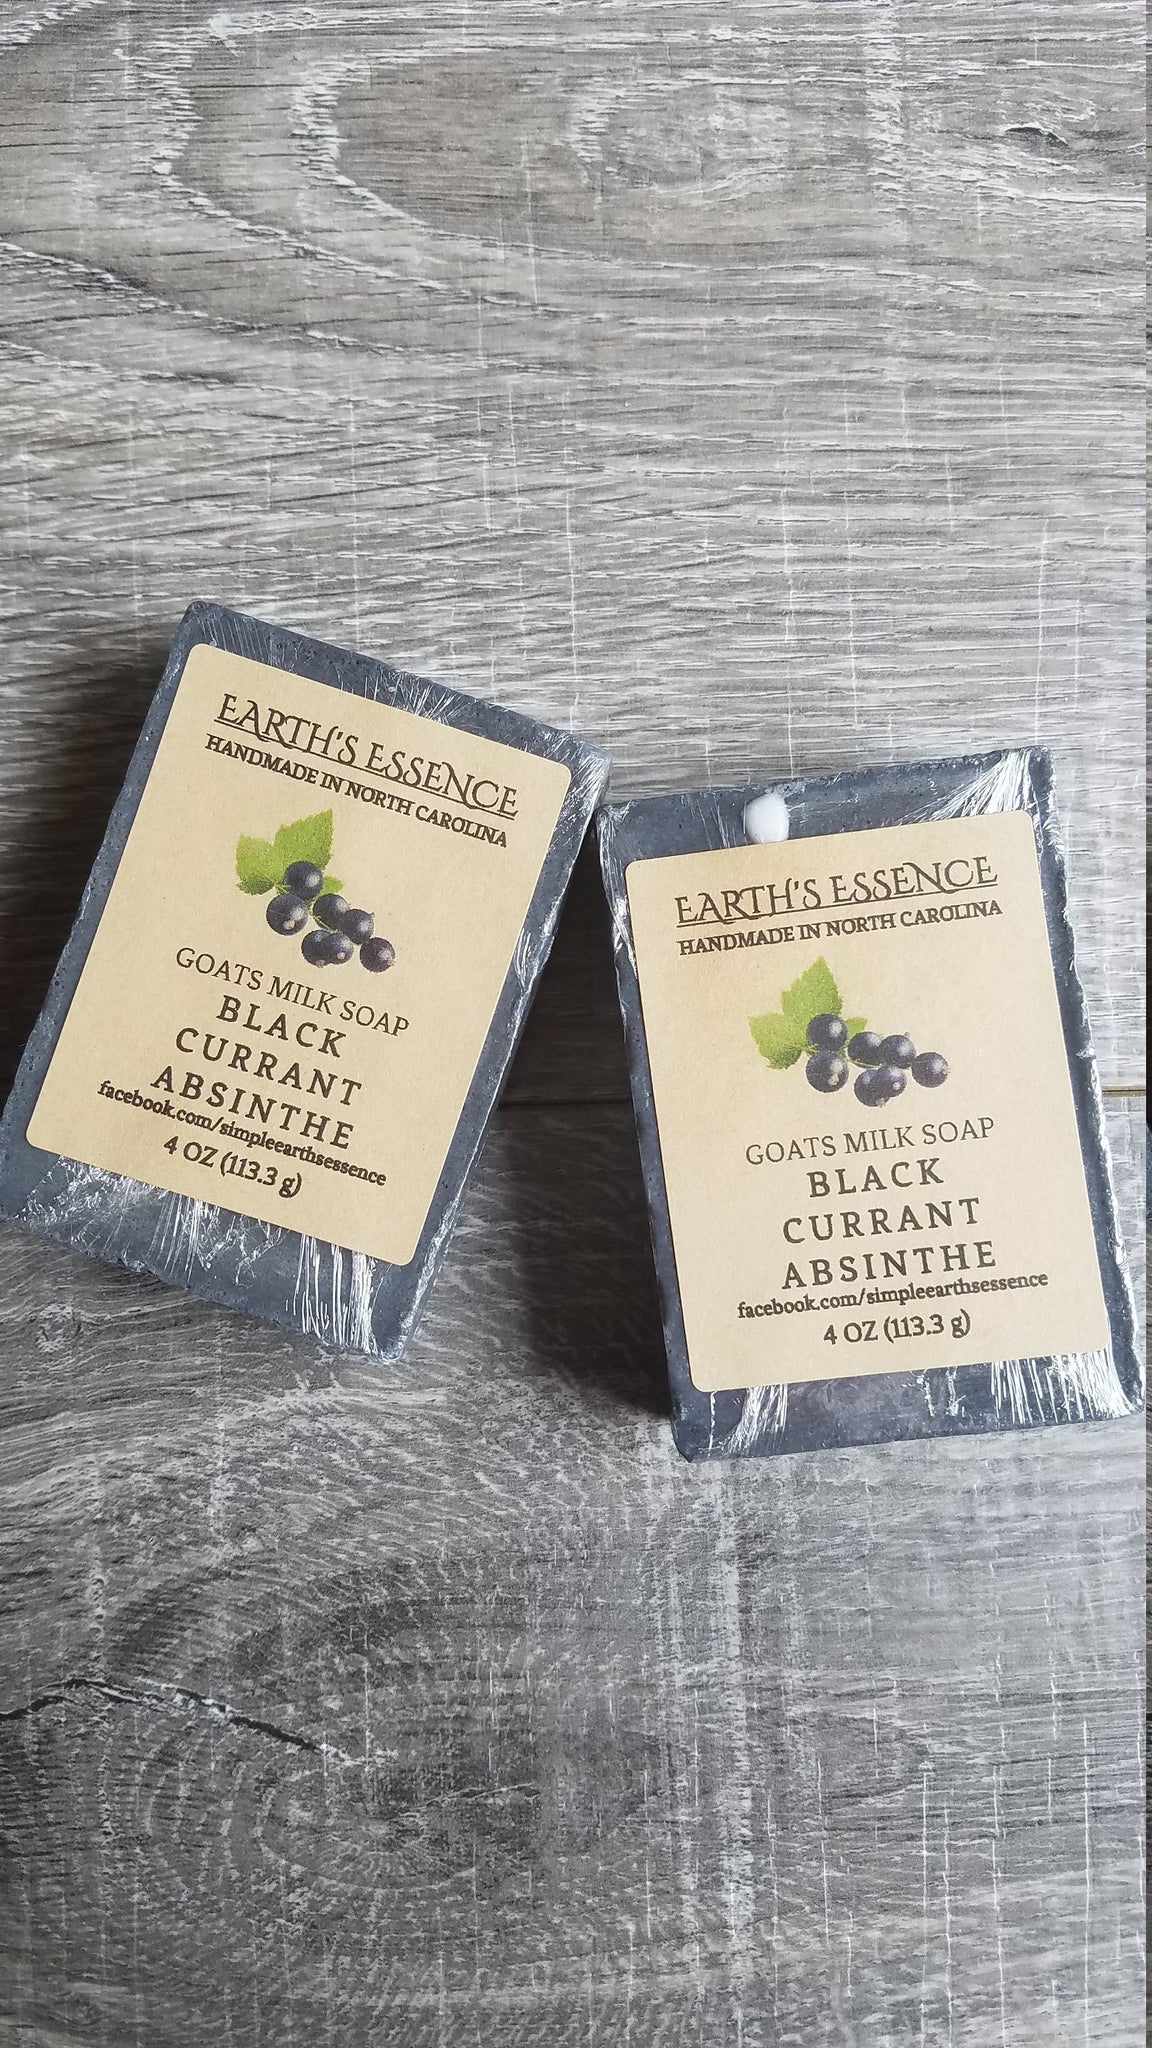 EARTH'S ESSENCE
HANDMADE IN NORTH CAROLINA
GOATS MILK SOAP
BLACK
CURRANT
ABSINTHE
facebook.com/simpleearthsessence
4 OZ (113.3 g)
EARTH'S ESSENCE
HANDMADE IN NORTH CAROLINA
GOATS MILK SOAP
BLACK
CURRANT
ABSINTHE
facebook.com/simpleearthsessence
4 OZ (113.3 g)